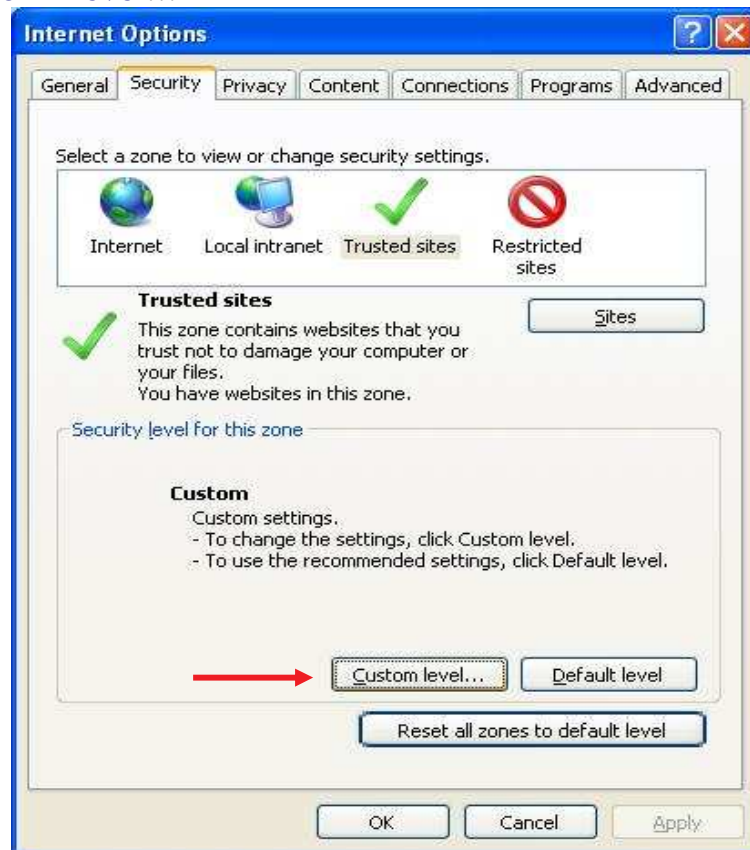 Internet Options
General Security Privacy Content Connections Programs Advanced
Select a zone to view or change security settings.
Internet Local intranet Trusted sites Restricted sites
Trusted sites
Sites
This zone contains websites that you
trust not to damage your computer or
your files.
You have websites in this zone.
Security level for this zone
Custom
Custom settings.
- To change the settings, click Custom level.
- To use the recommended settings, click Default level.
Custom level... Default level
Reset all zones to default level
OK Cancel Apply